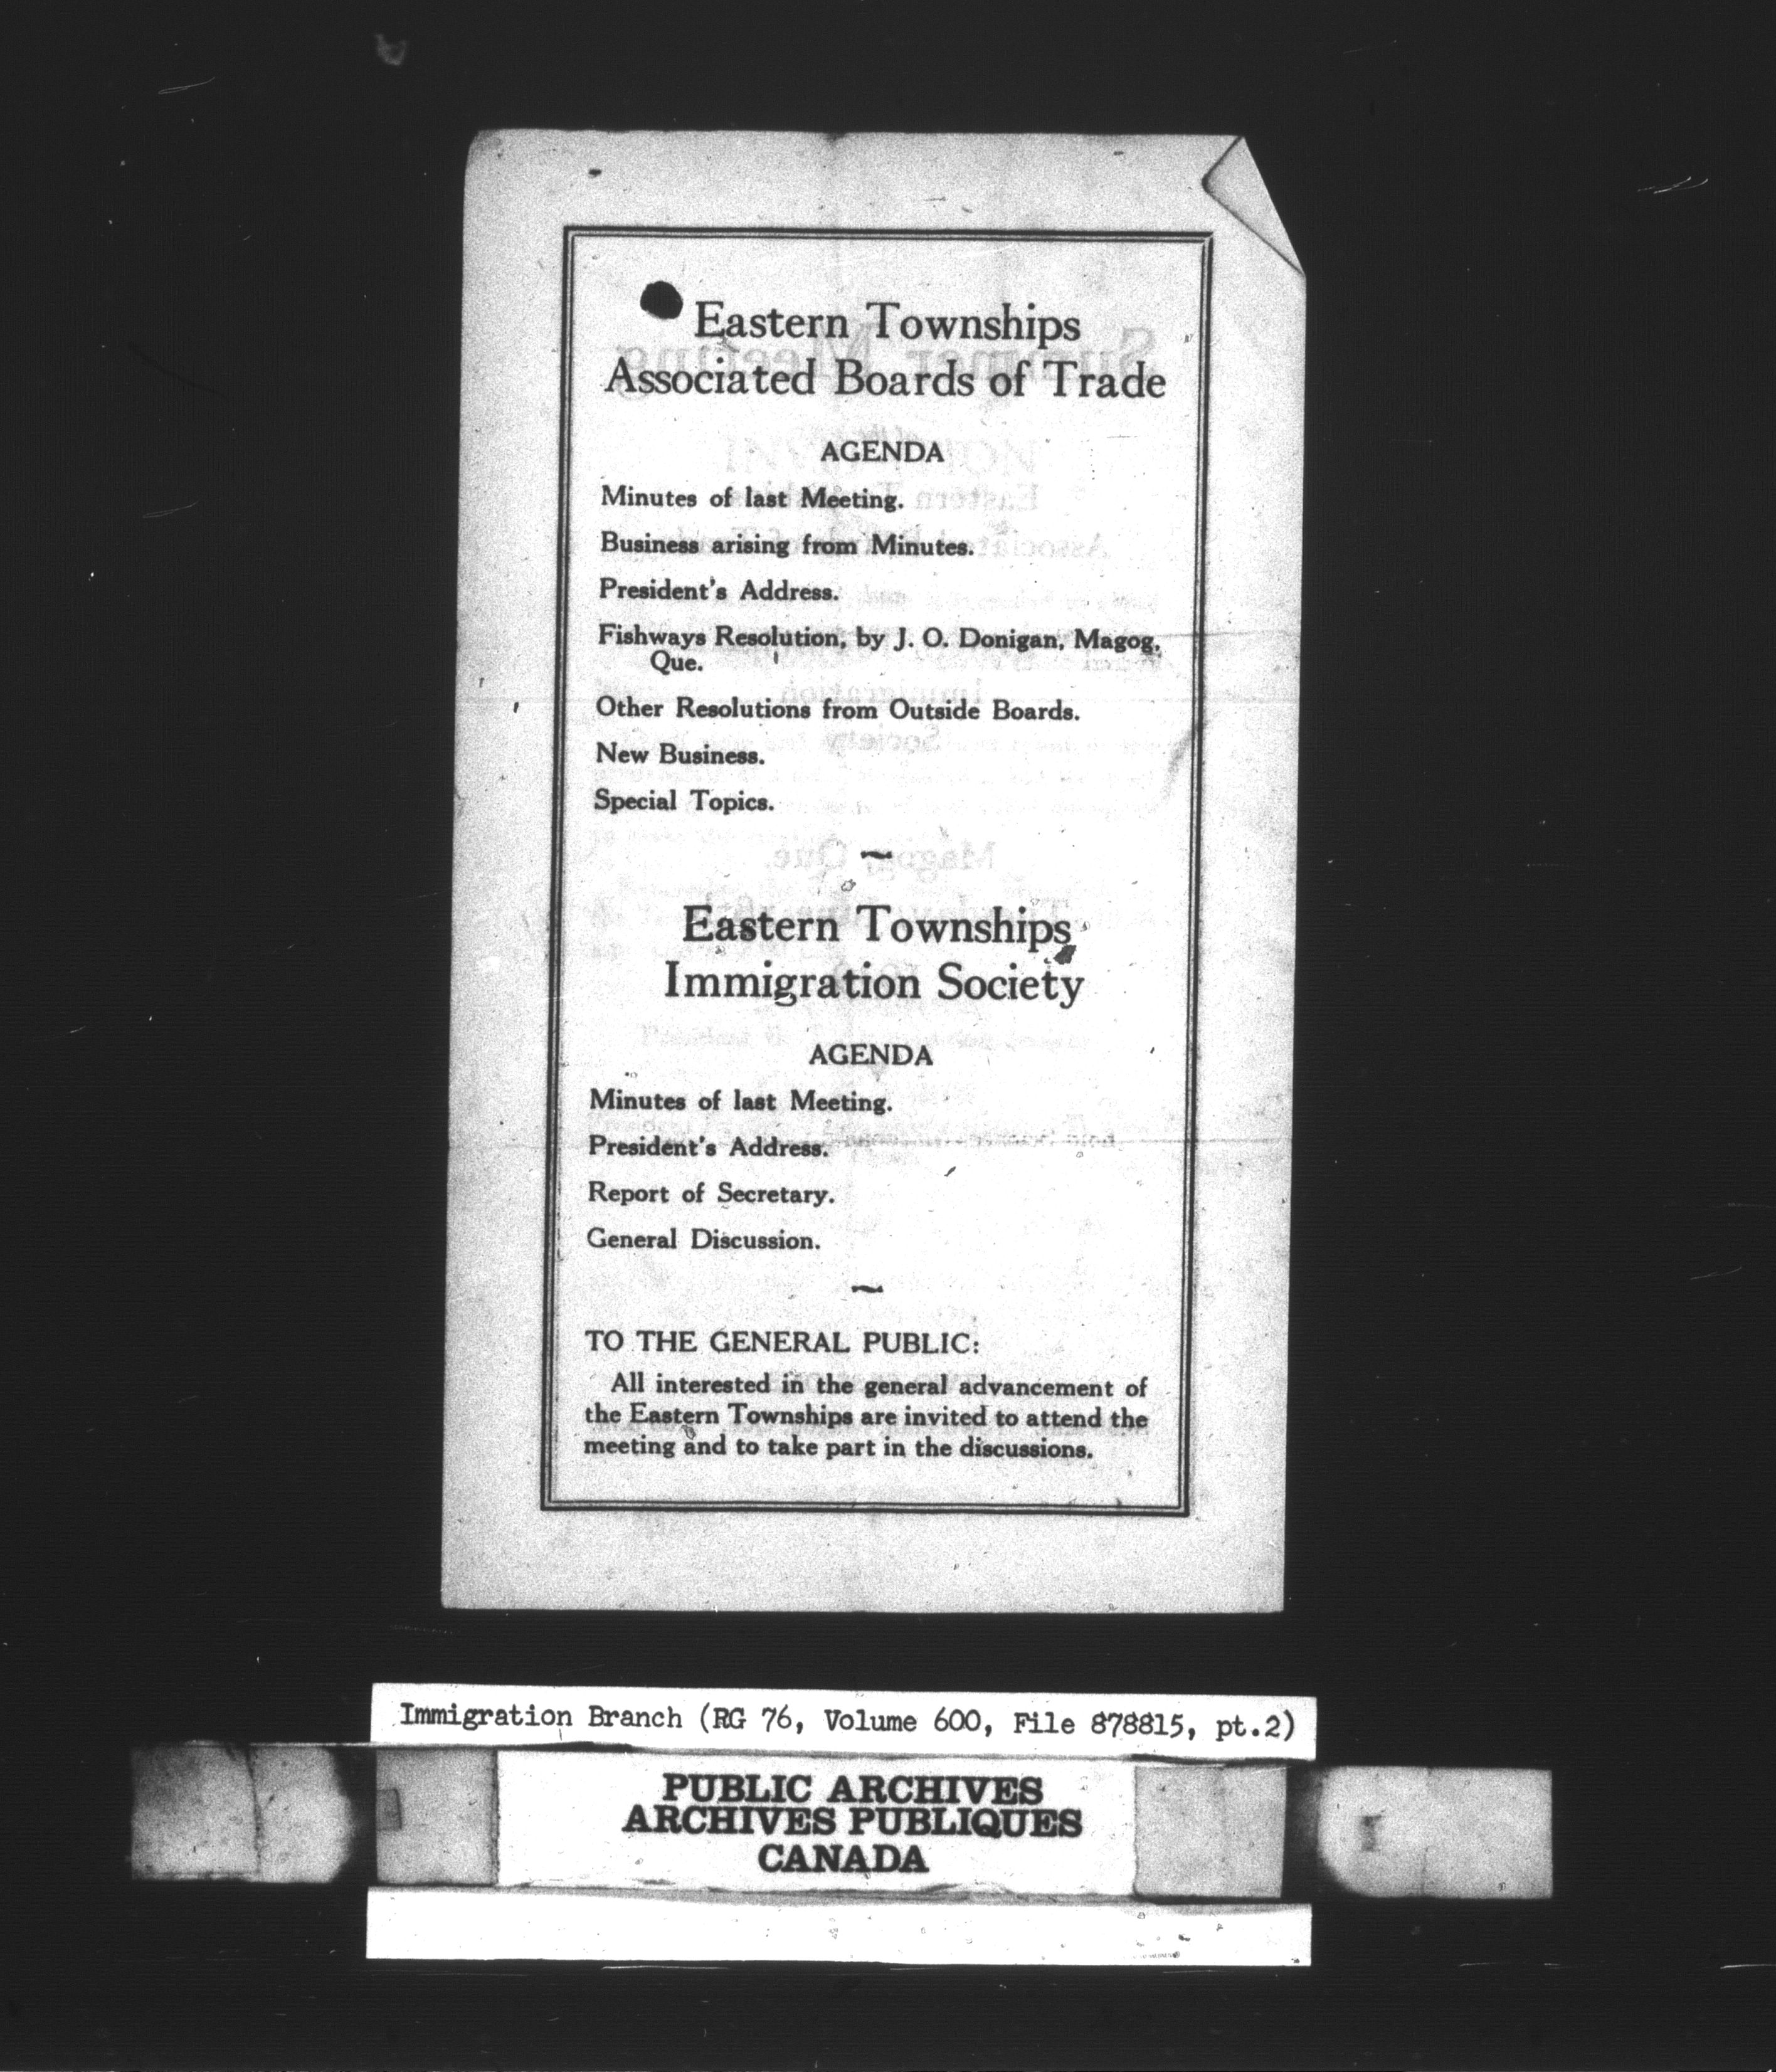 Eastern Townships
Associated Boards of Trade
AGENDA
Minutes of last Meeting.
Business arising from Minutes.
President's Address.
Fishways Resolution, by J. O. Donigan, Magog,
Que.
Other Resolutions from Outside Boards.
New Business.
Special Topics.
Eastern Townships
Immigration Society
AGENDA
Minutes of last Meeting.
President's Address.
Report of Secretary.
General Discussion.
TO THE GENERAL PUBLIC:
All interested in the general advancement of
the Eastern Townships are invited to attend the
meeting and to take part in the discussions.
Immigration Branch (RG 76, Volume 600, File 878815, pt.2)
PUBLIC ARCHIVES
ARCHIVES PUBLIQUES
CANADA